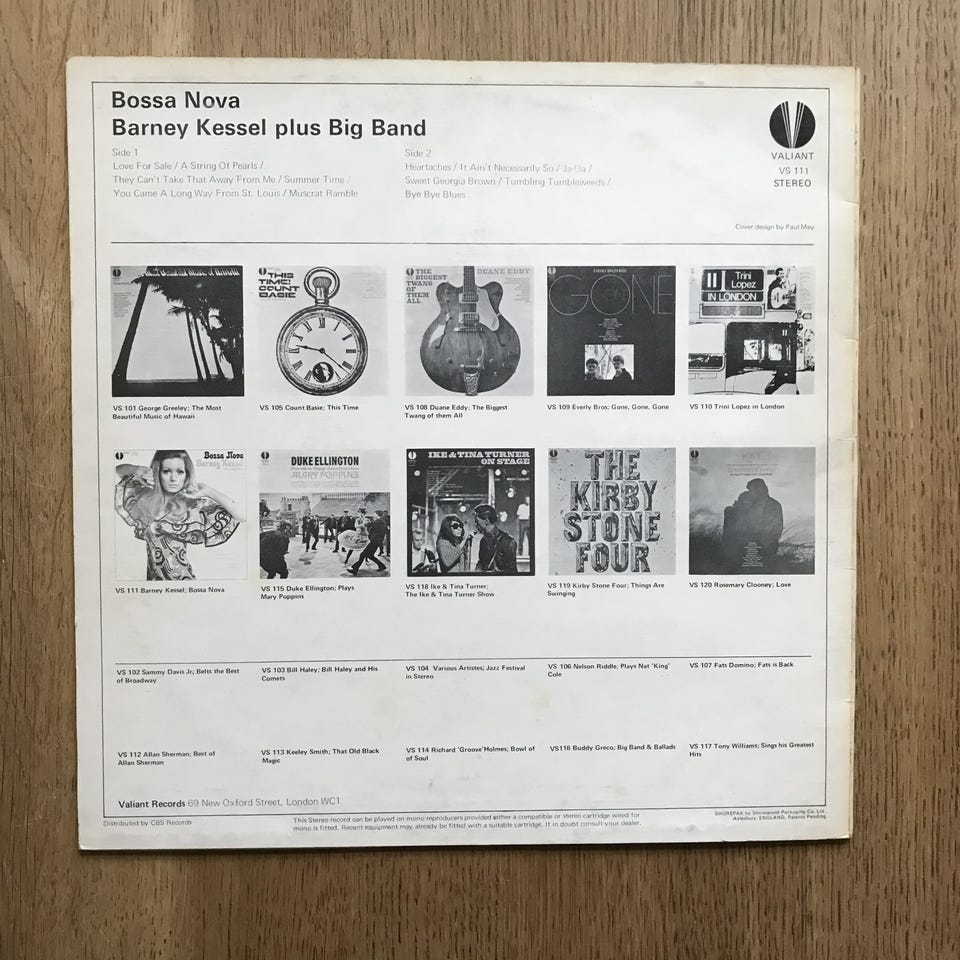 Bossa Nova
Barney Kessel plus Big Band
Side 1
Love For Sale / A String Of Pearls /
They Can't Take That Away From Me / Summer Time /
You Came A Long Way From St. Louis / Muscrat Ramble
Side 2
Heartaches / It Ain't Necessarily So / Ja-Da /
Sweet Georgia Brown / Tumbling Tumbleweeds /
Bye Bye Blues
VALIANT
VS 111
STEREO
Cover design by Paul May
THIS
TIME!
COUNT
BASIE
THE
BIGGEST
TWANG
OF
THEM
ALL
DUANE EDDY
EVERLY BROTHERS
GONE
Trini
Lopez
IN LONDON
VS 101 George Greeley; The Most
Beautiful Music of Hawaii
VS 105 Count Basie; This Time
VS 108 Duane Eddy; The Biggest
Twang of them All
VS 109 Everly Bros; Gone, Gone, Gone
VS 110 Trini Lopez in London
Bossa Nova
Barney Kessel
DUKE ELLINGTON
MARY POPPINS
IKE & TINA TURNER
ON STAGE
THE
KIRBY
STONE
FOUR
VS 111 Barney Kessel; Bossa Nova
VS 115 Duke Ellington; Plays
Mary Poppins
VS 118 Ike & Tina Turner;
The Ike & Tina Turner Show
VS 119 Kirby Stone Four; Things Are
Swinging
VS 120 Rosemary Clooney; Love
VS 102 Sammy Davis Jr; Belts the Best
of Broadway
VS 103 Bill Haley; Bill Haley and His
Comets
VS 104 Various Artistes; Jazz Festival
in Stereo
VS 106 Nelson Riddle; Plays Nat 'King'
Cole
VS 107 Fats Domino; Fats is Back
VS 112 Allan Sherman; Best of
Allan Sherman
VS 113 Keeley Smith; That Old Black
Magic
VS 114 Richard 'Groove' Holmes; Bowl of
of Soul
VS116 Buddy Greco; Big Band & Ballads
VS 117 Tony Williams; Sings his Greatest
Hits
Valiant Records 69 New Oxford Street, London WC1
Distributed by CBS Records
This Stereo record can be played on mono reproducers provided either a compatible or stereo cartridge wired for
mono is fitted. Recent equipment may already be fitted with a suitable cartridge. If in doubt consult your dealer.
SHOREPAK by Shorewood Packaging Co. Ltd.
Aylesbury, ENGLAND, Patents Pending